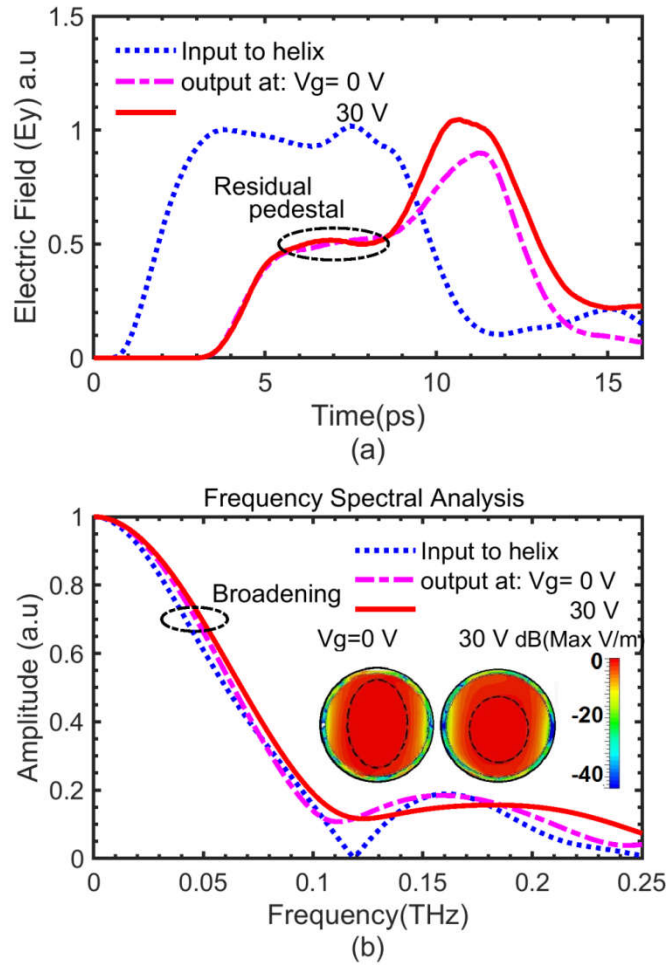 1.5
Input to helix
output at: Vg= 0 V
30 V
1
Residual
pedestal
0.5
0
Electric Field (Ey) a.u
0 5 10 15
Time(ps)
(a)
Frequency Spectral Analysis
1
Input to helix
output at: Vg= 0 V
30 V
Broadening
0.8
Vg=0 V 30 V dB(Max V/m)
0
-20
-40
0.6
0.4
0.2
0
Amplitude (a.u)
0 0.05 0.1 0.15 0.2 0.25
Frequency(THz)
(b)